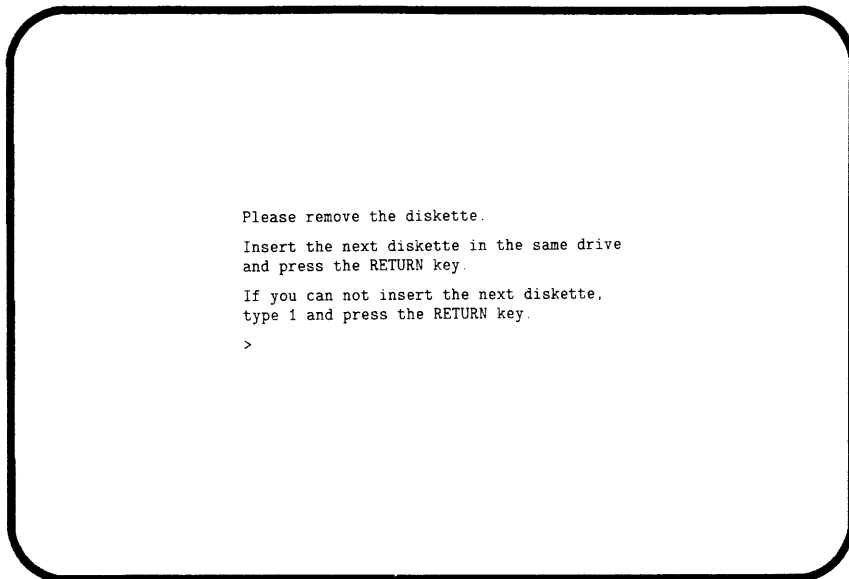 Please remove the diskette.
Insert the next diskette in the same drive
and press the RETURN key.
If you can not insert the next diskette,
type 1 and press the RETURN key.
>